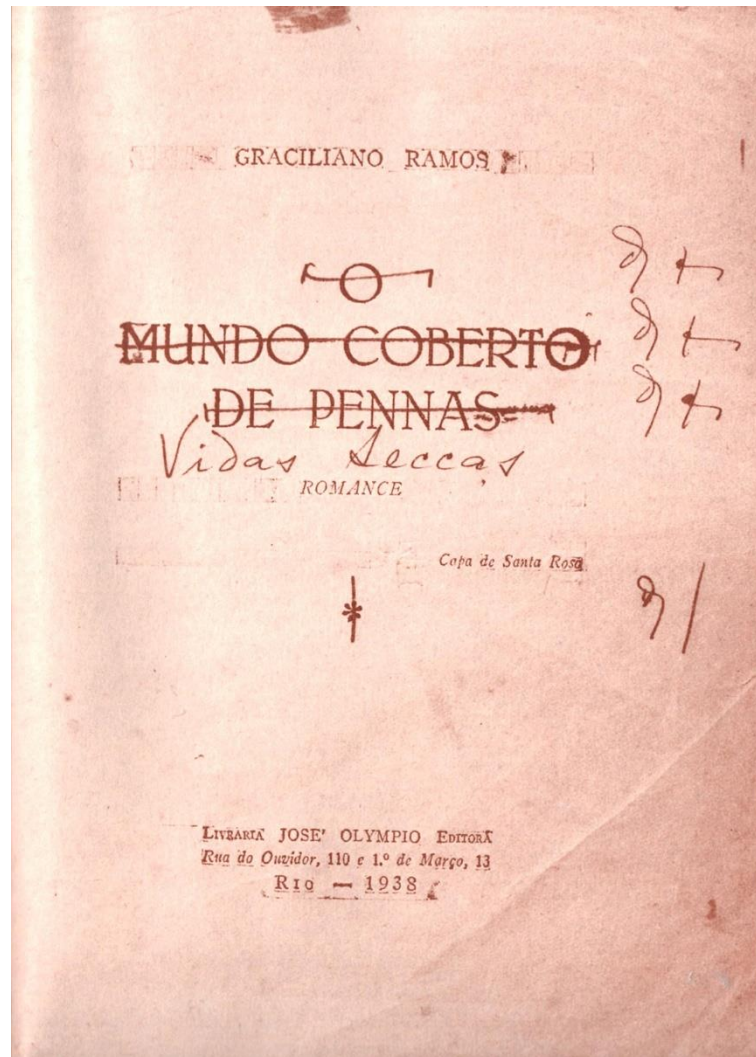 GRACILIANO RAMOS
O
MUNDO COBERTO
DE PENNAS
Vidas Seccas
ROMANCE
Capa de Santa Rosa
*
LIVRARIA JOSE' OLYMPIO EDITORA
Rua do Ouvidor, 110 e 1.º de Março, 13
RIO — 1938